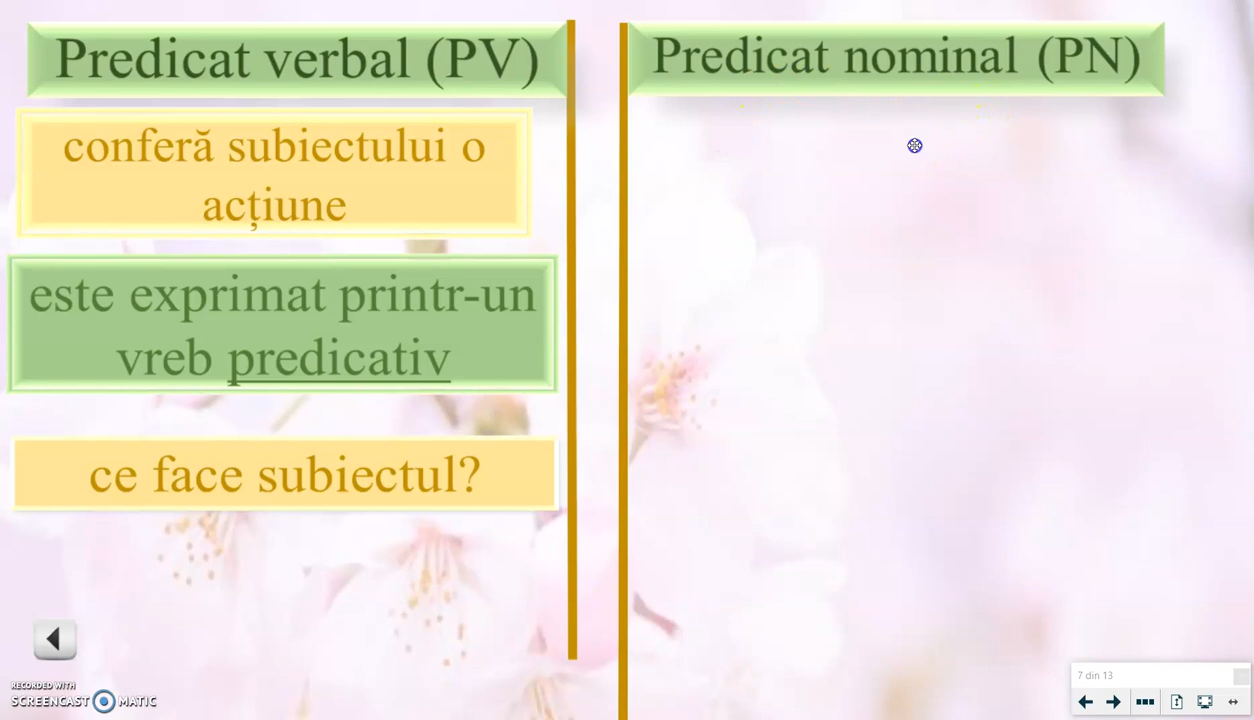 Predicat verbal (PV)
conferă subiectului o
acțiune
este exprimat printr-un
vreb predicativ
ce face subiectul?
Predicat nominal (PN)
RECORDED WITH
SCREENCAST MATIC
7 din 13